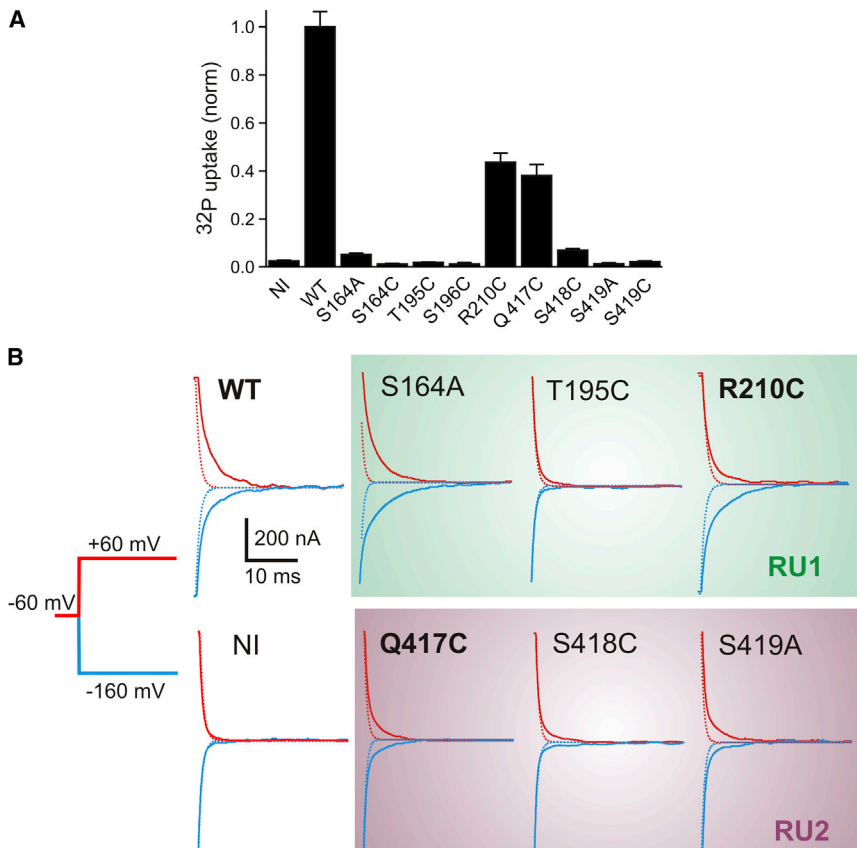 A
32P uptake (norm)
1.0
0.8
0.6
0.4
0.2
0.0
NI
WT
S164A
S164C
T195C
S196C
R210C
Q417C
S418C
S419A
S419C
B
WT
S164A
T195C
R210C
200 nA
10 ms
RU1
+60 mV
-60 mV
-160 mV
NI
Q417C
S418C
S419A
RU2